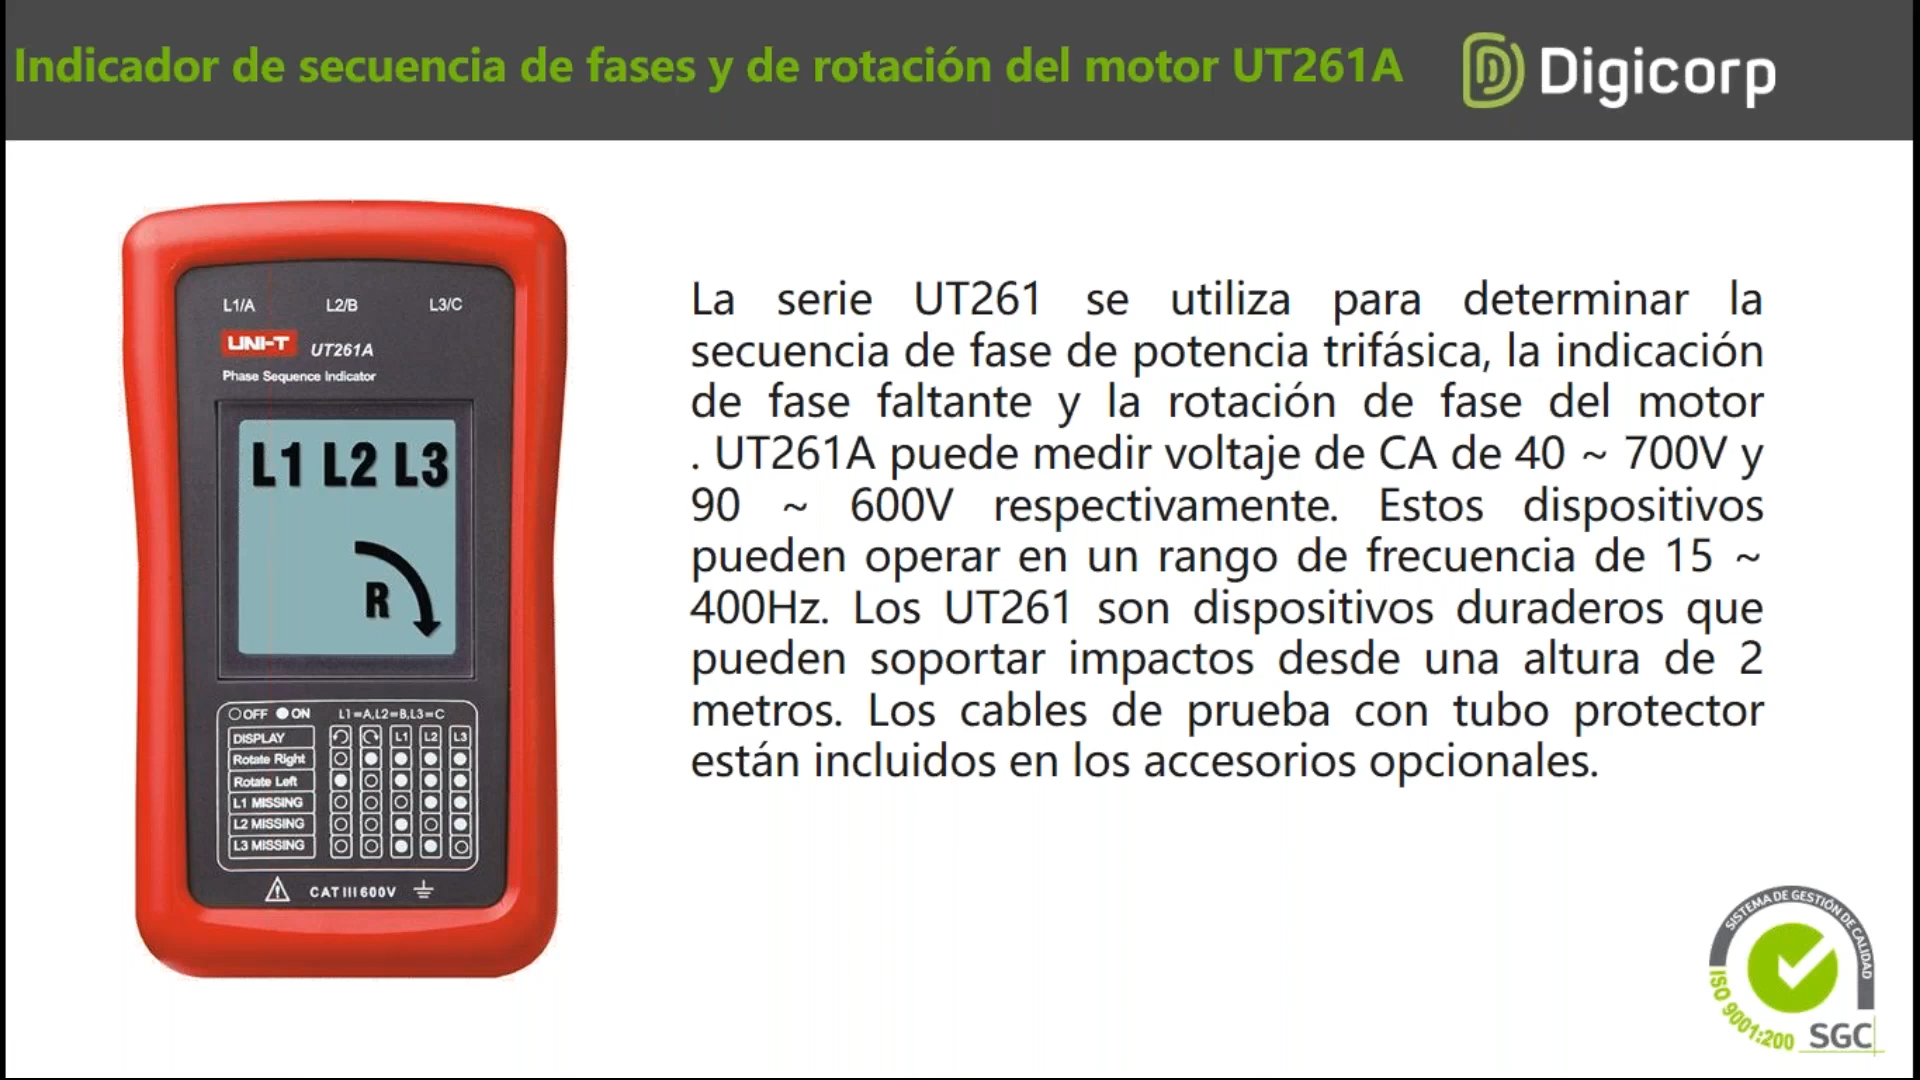 Indicador de secuencia de fases y de rotación del motor UT261A
Digicorp
L1/A L2/B L3/C
UNI-T UT261A
Phase Sequence Indicator
L1 L2 L3
R
OFF ON L1=A,L2=B,L3=C
DISPLAY L1 L2 L3
Rotate Right
Rotate Left
L1 MISSING
L2 MISSING
L3 MISSING
CAT III 600V
La serie UT261 se utiliza para determinar la
secuencia de fase de potencia trifásica, la indicación
de fase faltante y la rotación de fase del motor
. UT261A puede medir voltaje de CA de 40 ~ 700V y
90 ~ 600V respectivamente. Estos dispositivos
pueden operar en un rango de frecuencia de 15 ~
400Hz. Los UT261 son dispositivos duraderos que
pueden soportar impactos desde una altura de 2
metros. Los cables de prueba con tubo protector
están incluidos en los accesorios opcionales.
SISTEMA DE GESTIÓN DE CALIDAD
ISO 9001:200
SGC